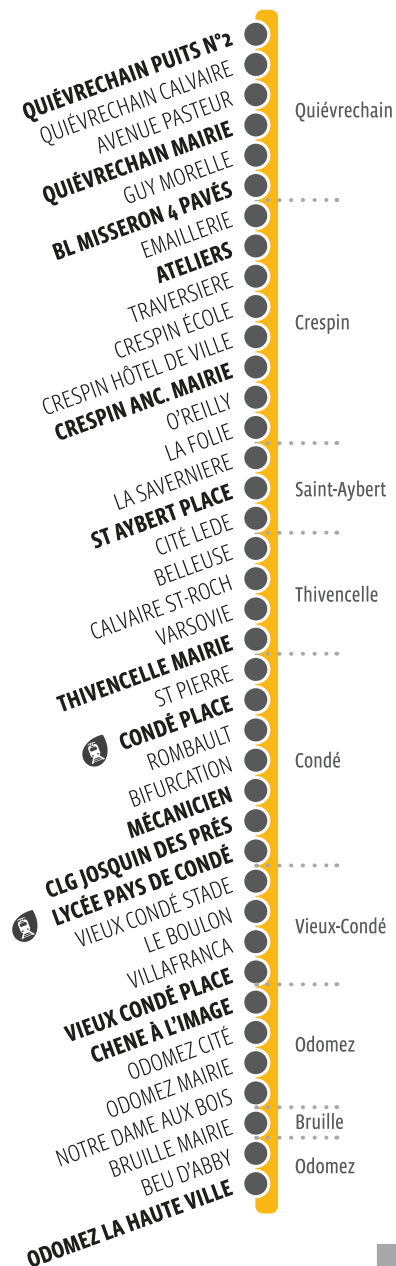 QUIÉVRECHAIN PUITS N°2
QUIÉVRECHAIN CALVAIRE
AVENUE PASTEUR
QUIÉVRECHAIN MAIRIE
GUY MORELLE
BL MISSERON 4 PAVÉS
Quiévrechain
EMAILLERIE
ATELIERS
TRAVERSIERE
CRESPIN ÉCOLE
CRESPIN HÔTEL DE VILLE
CRESPIN ANC. MAIRIE
O'REILLY
LA FOLIE
Crespin
LA SAVERNIERE
ST AYBERT PLACE
CITÉ LEDE
Saint-Aybert
BELLEUSE
CALVAIRE ST-ROCH
VARSOVIE
THIVENCELLE MAIRIE
Thivencelle
ST PIERRE
CONDÉ PLACE
ROMBAULT
BIFURCATION
MÉCANICIEN
CLG JOSQUIN DES PRÉS
LYCÉE PAYS DE CONDÉ
Condé
VIEUX CONDÉ STADE
LE BOULON
VILLAFRANCA
VIEUX CONDÉ PLACE
Vieux-Condé
CHENE À L'IMAGE
ODOMEZ CITÉ
ODOMEZ MAIRIE
NOTRE DAME AUX BOIS
Odomez
BRUILLE MAIRIE
Bruille
BEU D'ABBY
ODOMEZ LA HAUTE VILLE
Odomez